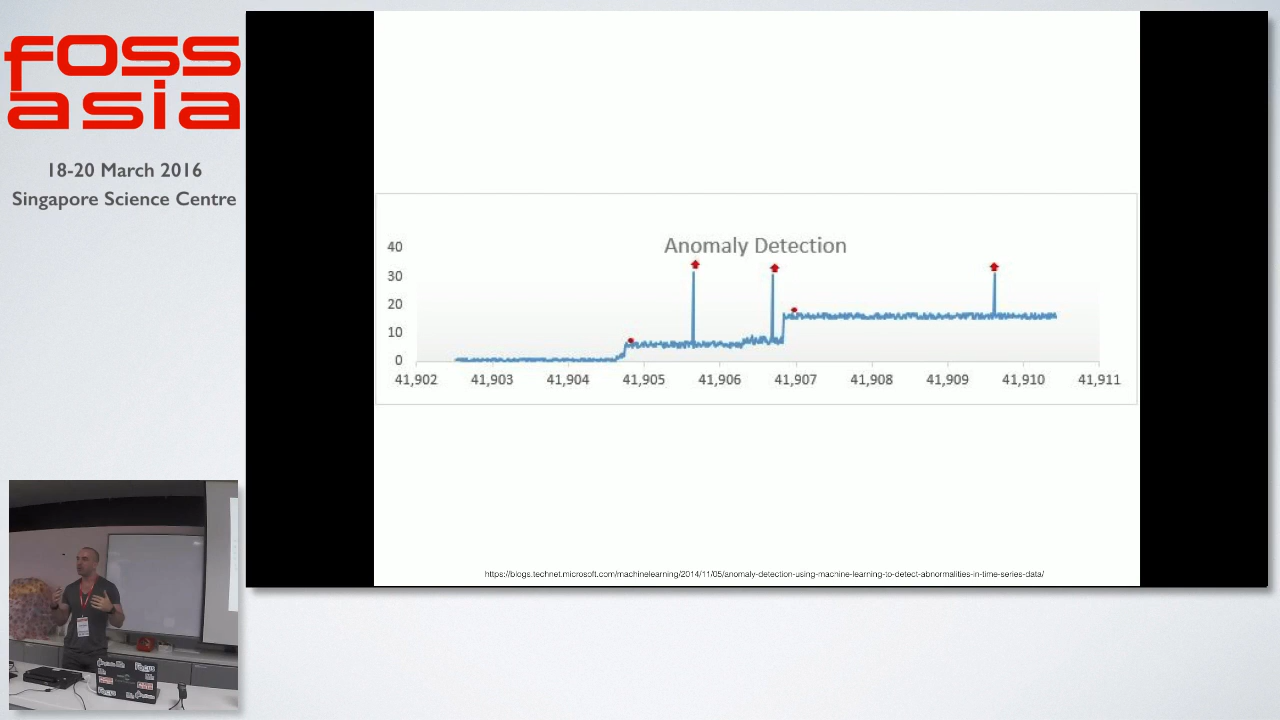 foss
asia
18-20 March 2016
Singapore Science Centre
Anomaly Detection
40
30
20
10
0
41,902 41,903 41,904 41,905 41,906 41,907 41,908 41,909 41,910 41,911
https://blogs.technet.microsoft.com/machinelearning/2014/11/05/anomaly-detection-using-machine-learning-to-detect-abnormalities-in-time-series-data/